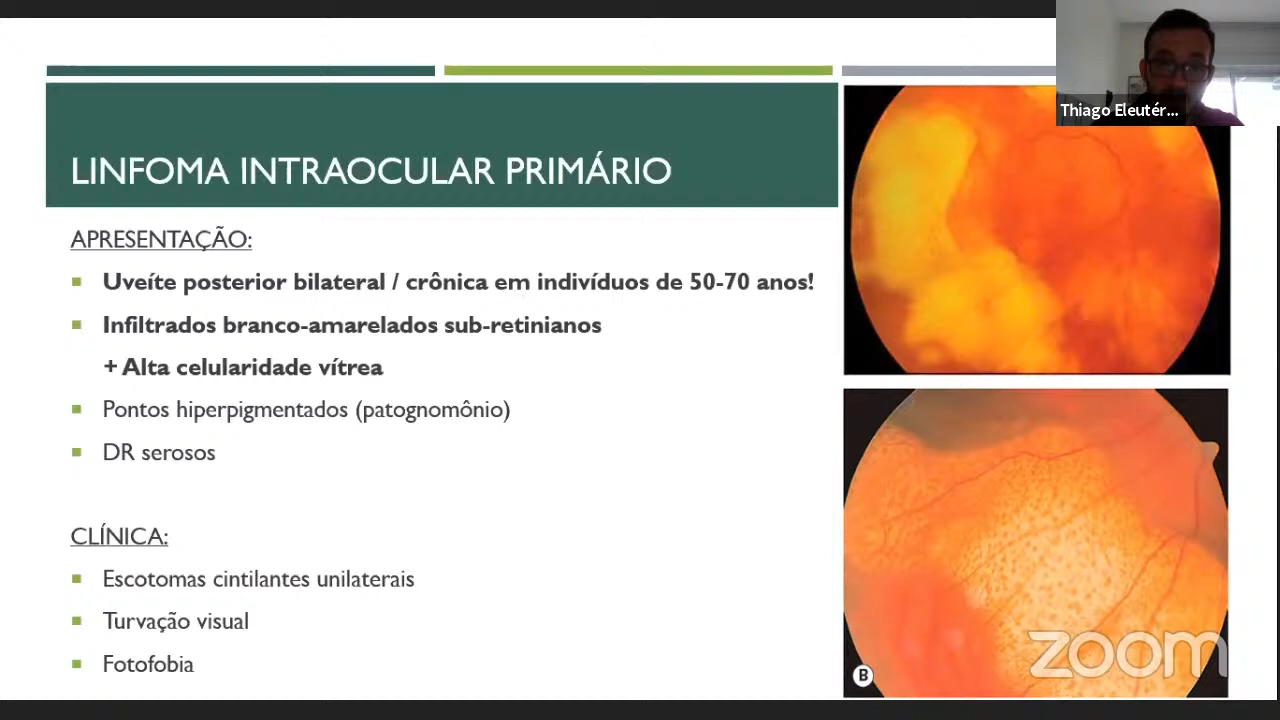 Thiago Eleutér...
LINFOMA INTRAOCULAR PRIMÁRIO
APRESENTAÇÃO:
Uveíte posterior bilateral / crônica em indivíduos de 50-70 anos!
Infiltrados branco-amarelados sub-retinianos
+ Alta celularidade vítrea
Pontos hiperpigmentados (patognomônio)
DR serosos
CLÍNICA:
Escotomas cintilantes unilaterais
Turvação visual
Fotofobia
B
zoom